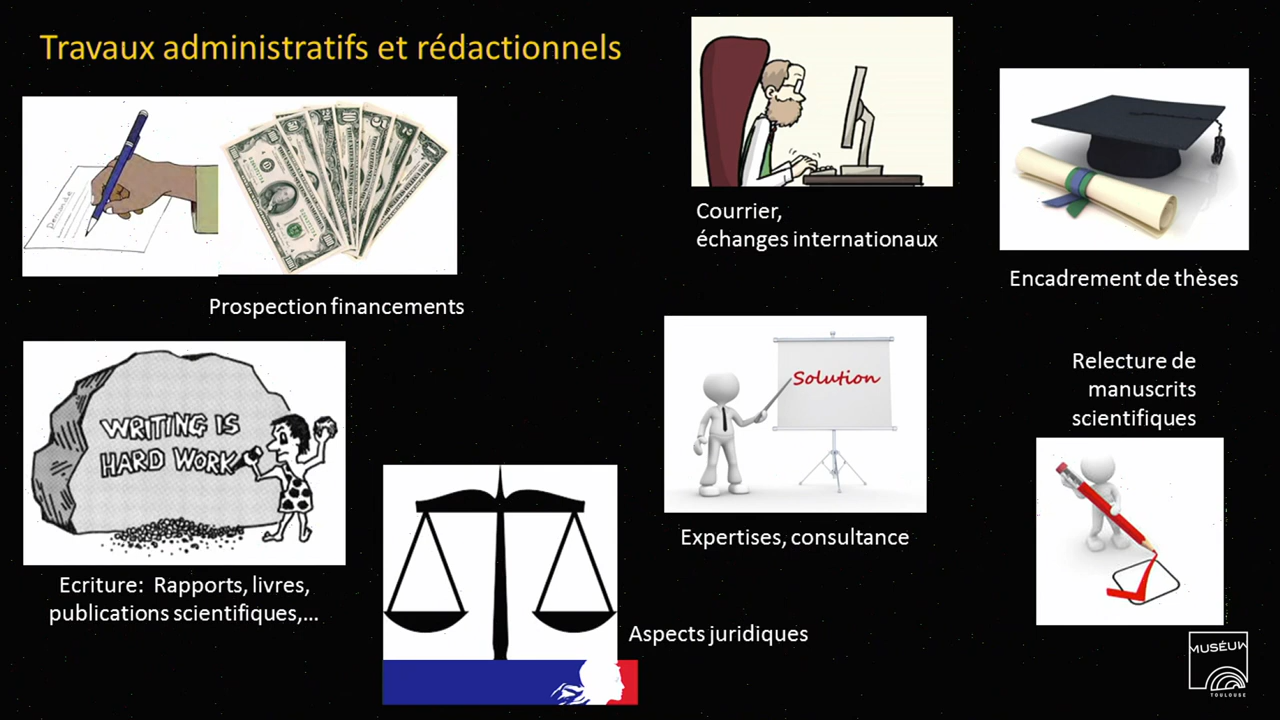 Travaux administratifs et rédactionnels
Demande
Prospection financements
Courrier,
échanges internationaux
Encadrement de thèses
WRITING IS
HARD WORK
Ecriture: Rapports, livres,
publications scientifiques,...
Aspects juridiques
Solution
Expertises, consultance
Relecture de
manuscrits
scientifiques
MUSÉUM
TOULOUSE